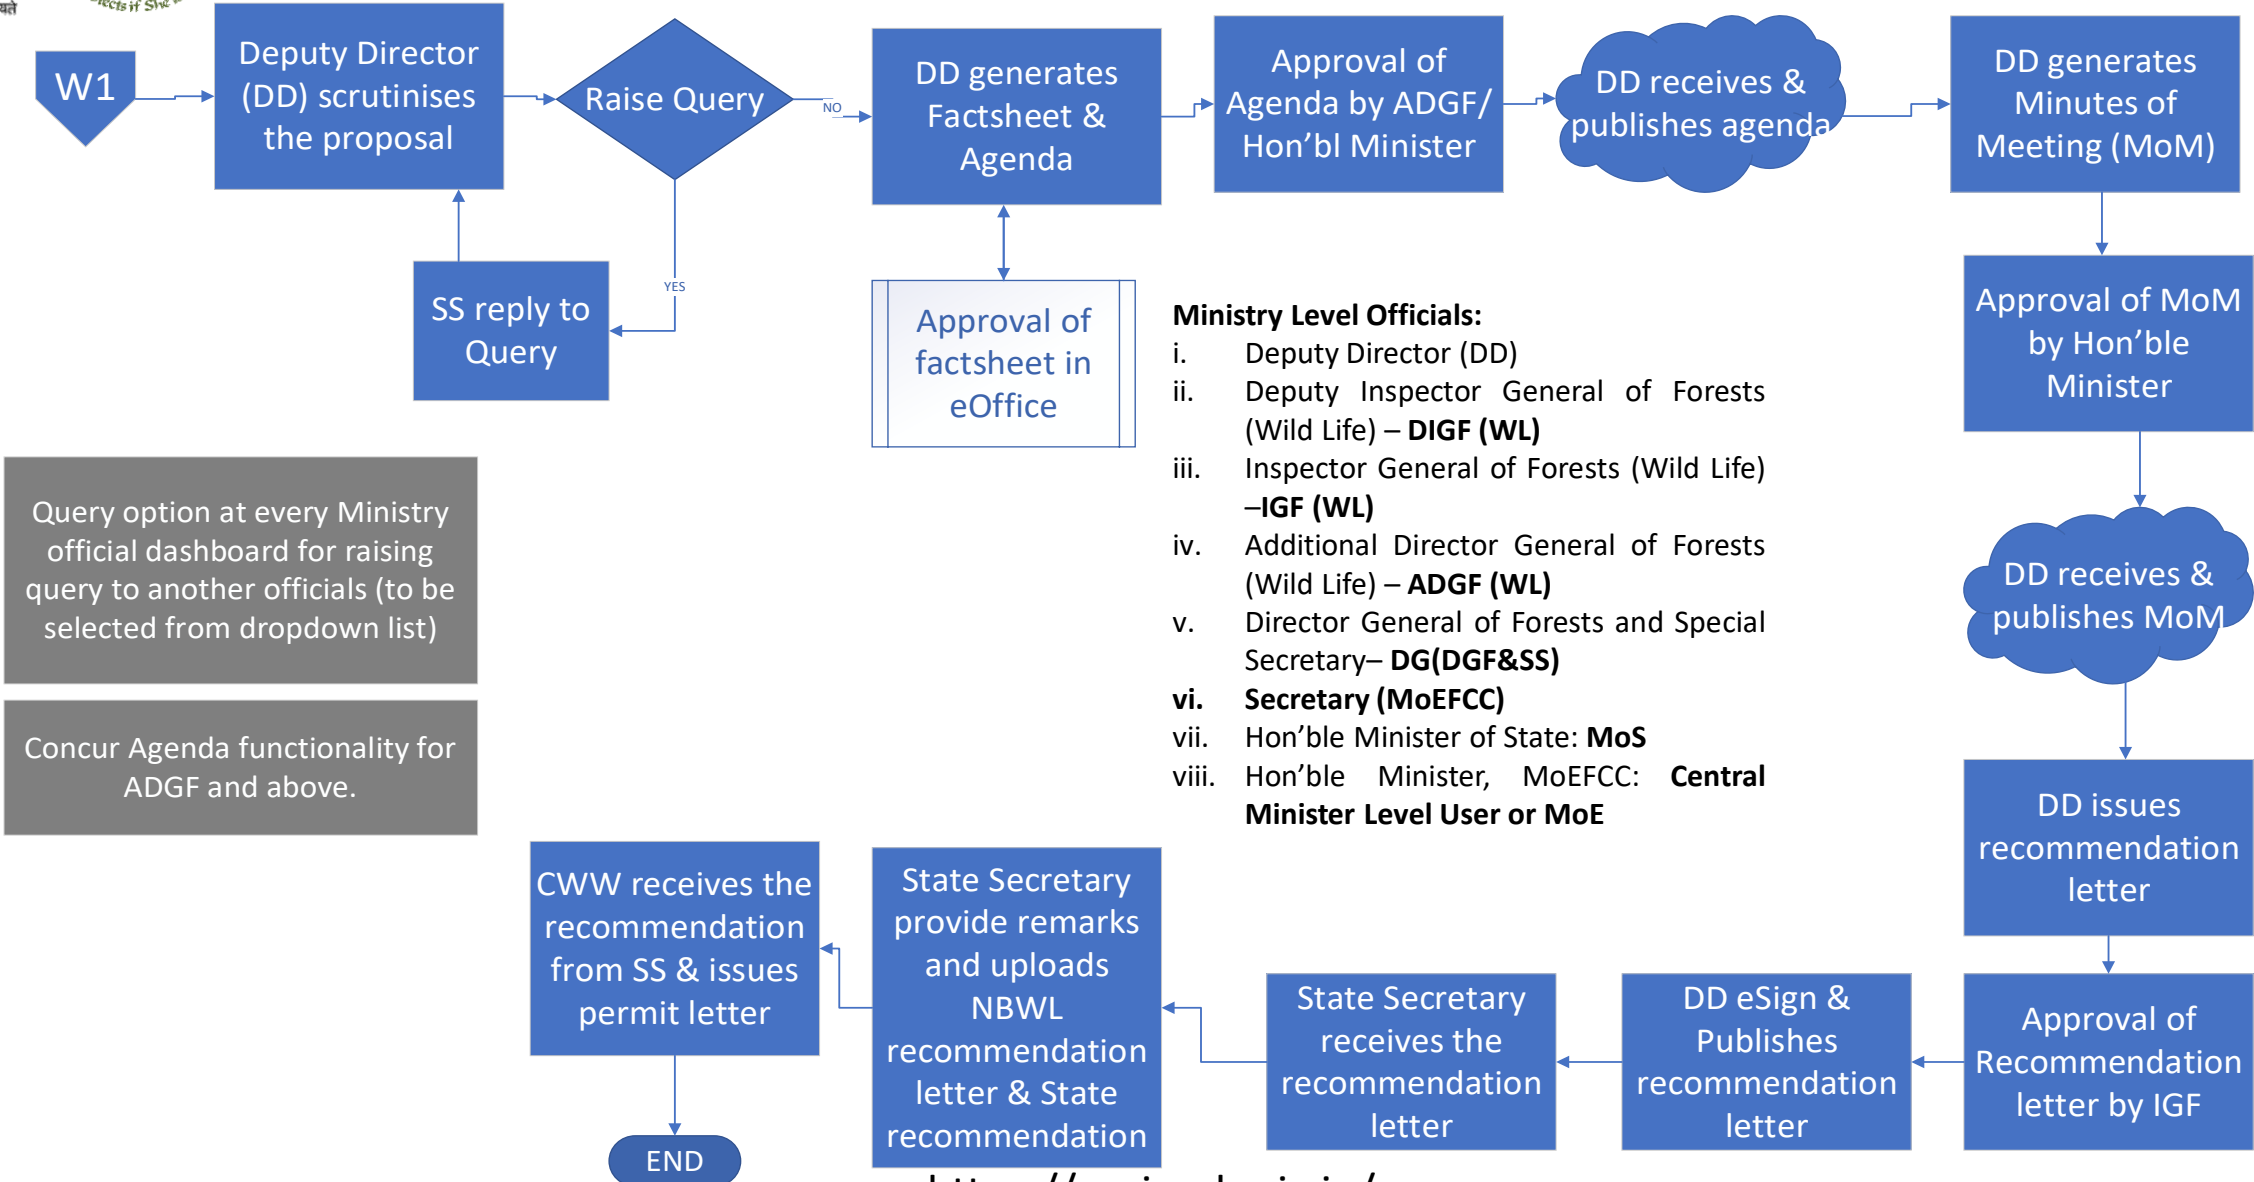 यते
ects if She
W1
Deputy Director
(DD) scrutinises
the proposal
Raise Query
NO
DD generates
Factsheet &
Agenda
Approval of
Agenda by ADGF/
Hon'bl Minister
DD receives &
publishes agenda
DD generates
Minutes of
Meeting (MoM)
YES
SS reply to
Query
Approval of
factsheet in
eOffice
Approval of MoM
by Hon'ble
Minister
Ministry Level Officials:
i. Deputy Director (DD)
ii. Deputy Inspector General of Forests
(Wild Life) – DIGF (WL)
iii. Inspector General of Forests (Wild Life)
–IGF (WL)
iv. Additional Director General of Forests
(Wild Life) – ADGF (WL)
v. Director General of Forests and Special
Secretary– DG(DGF&SS)
vi. Secretary (MoEFCC)
vii. Hon'ble Minister of State: MoS
viii. Hon'ble Minister, MoEFCC: Central
Minister Level User or MoE
Query option at every Ministry
official dashboard for raising
query to another officials (to be
selected from dropdown list)
Concur Agenda functionality for
ADGF and above.
DD receives &
publishes MoM
DD issues
recommendation
letter
Approval of
Recommendation
letter by IGF
DD eSign &
Publishes
recommendation
letter
State Secretary
receives the
recommendation
letter
State Secretary
provide remarks
and uploads
NBWL
recommendation
letter & State
recommendation
CWW receives the
recommendation
from SS & issues
permit letter
END